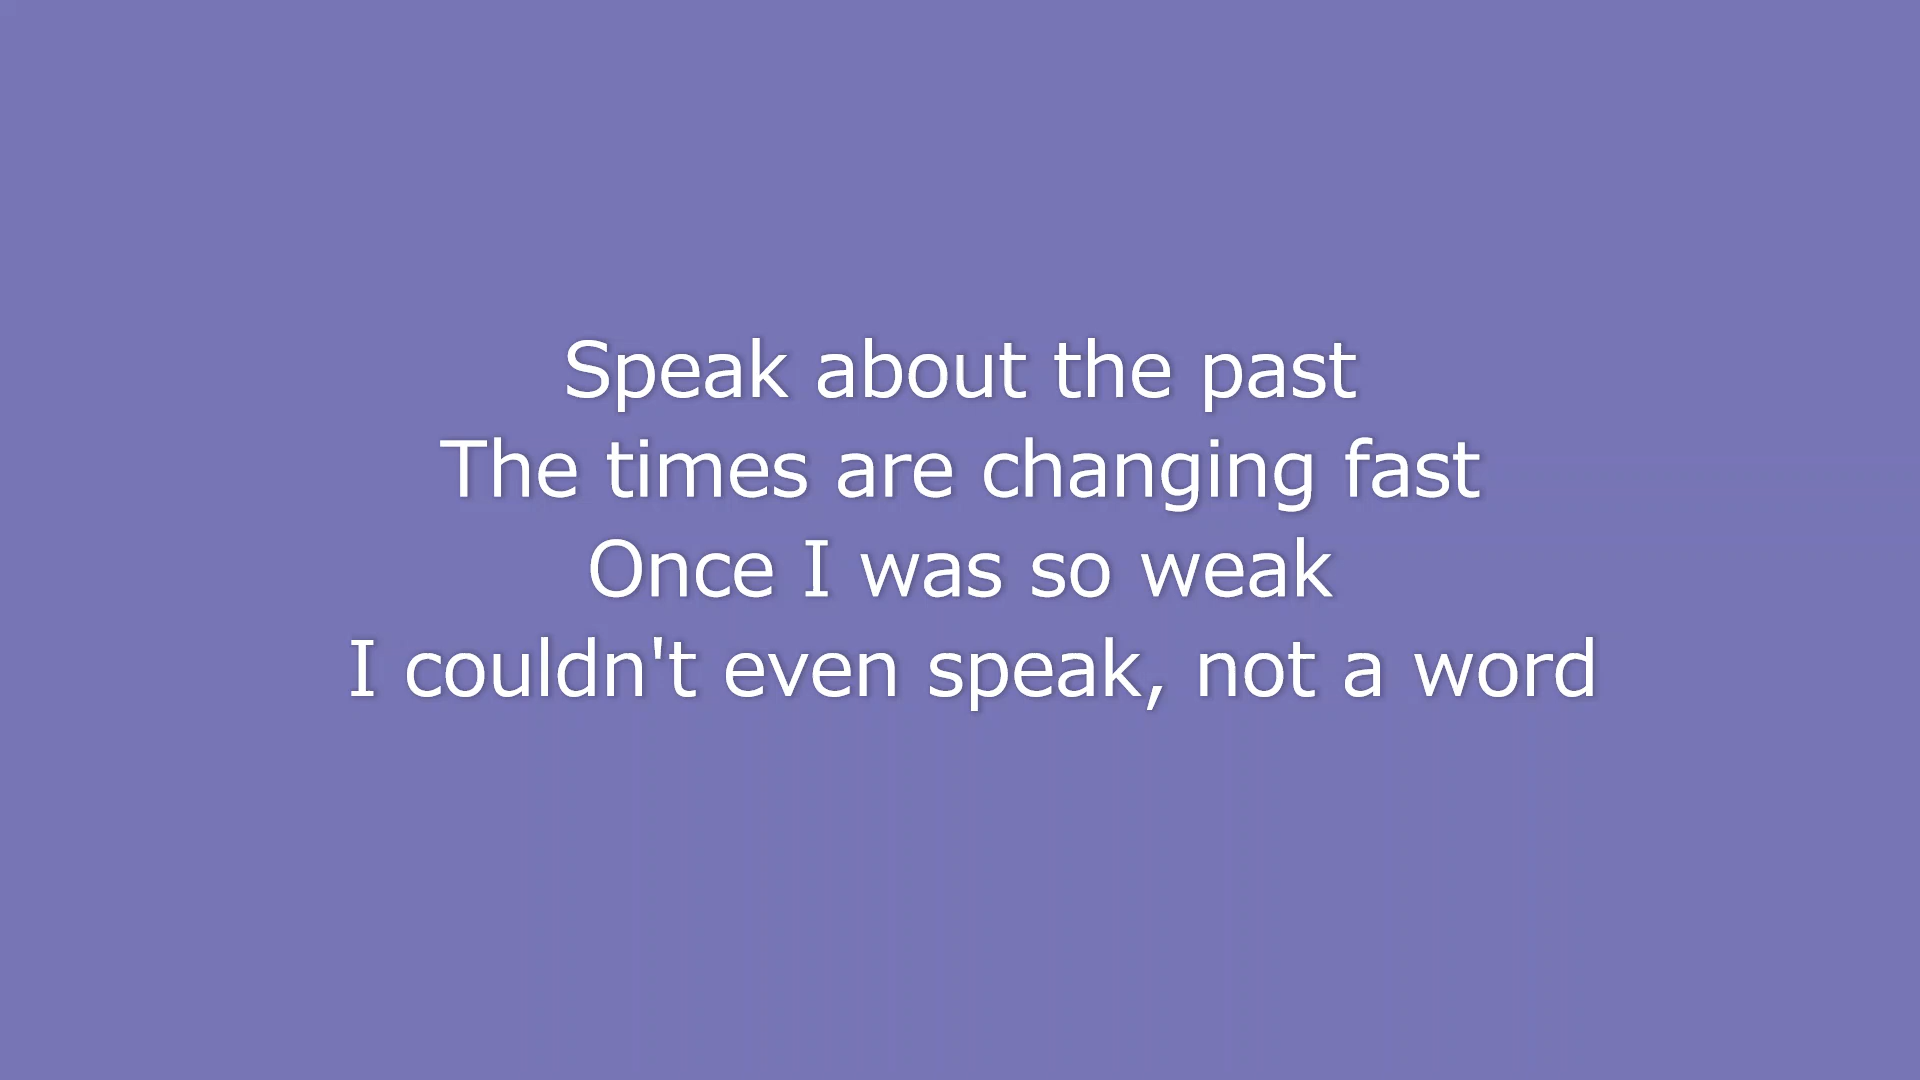 Speak about the past
The times are changing fast
Once I was so weak
I couldn't even speak, not a word